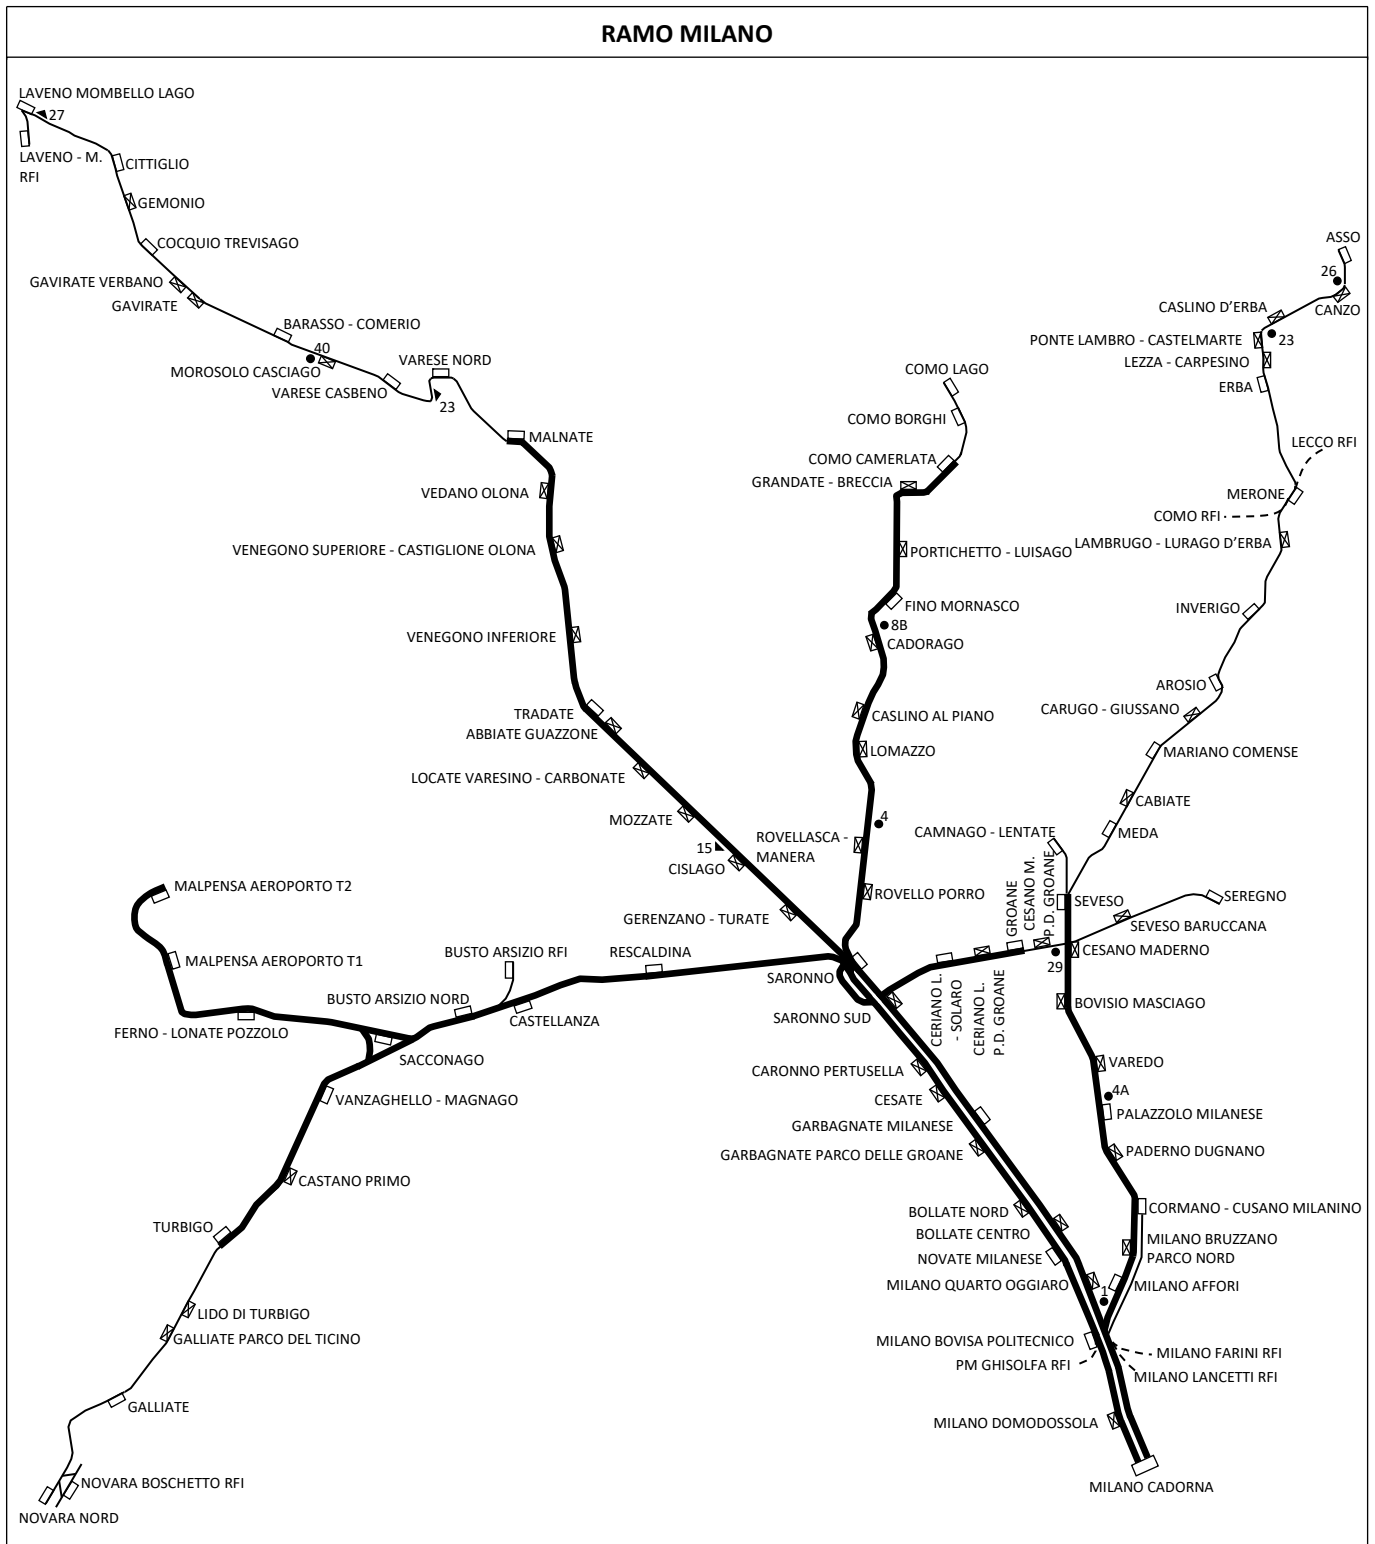 RAMO MILANO
LAVENO MOMBELLO LAGO
27
LAVENO - M.
RFI
CITTIGLIO
GEMONIO
COCQUIO TREVISAGO
GAVIRATE VERBANO
GAVIRATE
BARASSO - COMERIO
40
MOROSOLO CASCIAGO
VARESE CASBENO
VARESE NORD
23
MALNATE
VEDANO OLONA
VENEGONO SUPERIORE - CASTIGLIONE OLONA
VENEGONO INFERIORE
TRADATE
ABBIATE GUAZZONE
LOCATE VARESINO - CARBONATE
MOZZATE
15
CISLAGO
GERENZANO - TURATE
ASSO
26
CANZO
CASLINO D’ERBA
PONTE LAMBRO - CASTELMARTE
23
LEZZA - CARPESINO
ERBA
LECCO RFI
MERONE
COMO RFI
LAMBRUGO - LURAGO D’ERBA
INVERIGO
AROSIO
CARUGO - GIUSSANO
MARIANO COMENSE
CABIATE
MEDA
CAMNAGO - LENTATE
SEVESO
SEREGNO
SEVESO BARUCCANA
CESANO MADERNO
29
BOVISIO MASCIAGO
VAREDO
4A
PALAZZOLO MILANESE
PADERNO DUGNANO
CORMANO - CUSANO MILANINO
MILANO BRUZZANO
PARCO NORD
MILANO AFFORI
1
COMO LAGO
COMO BORGHI
COMO CAMERLATA
GRANDATE - BRECCIA
PORTICHETTO - LUISAGO
FINO MORNASCO
8B
CADORAGO
CASLINO AL PIANO
LOMAZZO
4
ROVELLASCA -
MANERA
ROVELLO PORRO
GROANE
CESANO M.
P.D. GROANE
CERIANO L.
- SOLARO
CERIANO L.
P.D. GROANE
MALPENSA AEROPORTO T2
MALPENSA AEROPORTO T1
FERNO - LONATE POZZOLO
BUSTO ARSIZIO NORD
BUSTO ARSIZIO RFI
CASTELLANZA
RESCALDINA
SACCONAGO
VANZAGHELLO - MAGNAGO
CASTANO PRIMO
TURBIGO
LIDO DI TURBIGO
GALLIATE PARCO DEL TICINO
GALLIATE
NOVARA BOSCHETTO RFI
NOVARA NORD
SARONNO
SARONNO SUD
CARONNO PERTUSELLA
CESATE
GARBAGNATE MILANESE
GARBAGNATE PARCO DELLE GROANE
BOLLATE NORD
BOLLATE CENTRO
NOVATE MILANESE
MILANO QUARTO OGGIARO
MILANO BOVISA POLITECNICO
PM GHISOLFA RFI
MILANO FARINI RFI
MILANO LANCETTI RFI
MILANO DOMODOSSOLA
MILANO CADORNA